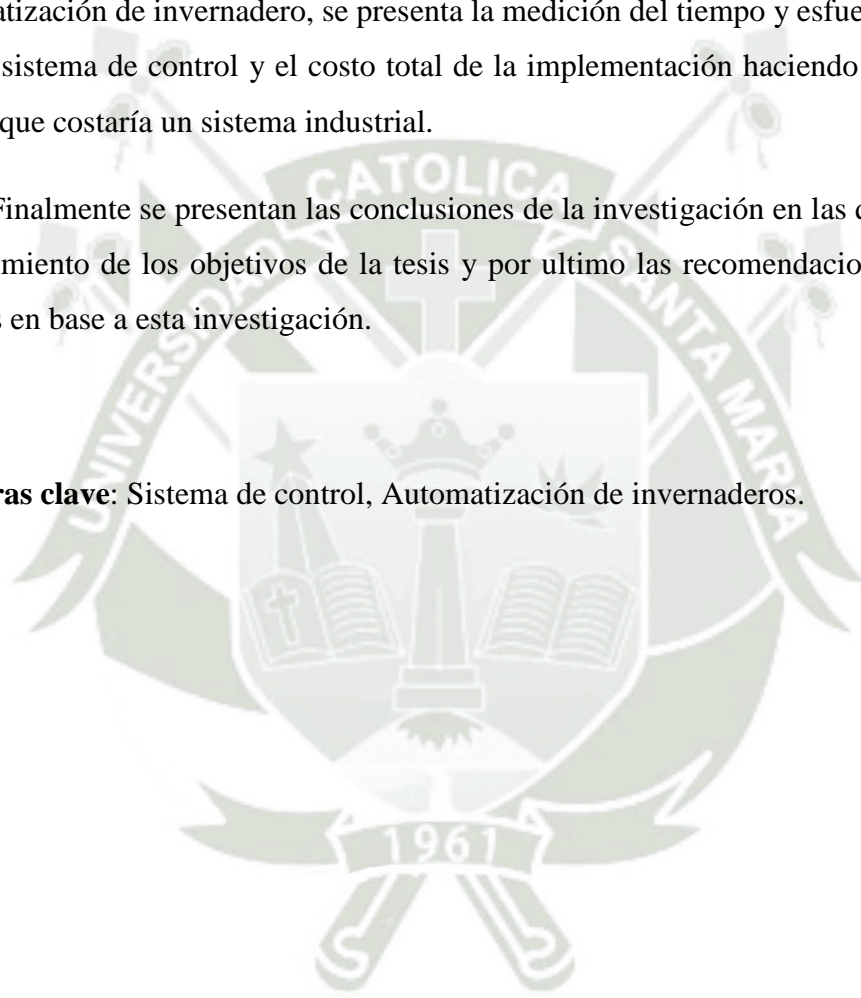 atización de invernadero, se presenta la medición del tiempo y esfue
sistema de control y el costo total de la implementación haciendo
que costaría un sistema industrial.
Finalmente se presentan las conclusiones de la investigación en las
miento de los objetivos de la tesis y por ultimo las recomendacio
s en base a esta investigación.
ras clave: Sistema de control, Automatización de invernaderos.
UNIVERSIDAD CATOLICA SANTA MARIA
1961